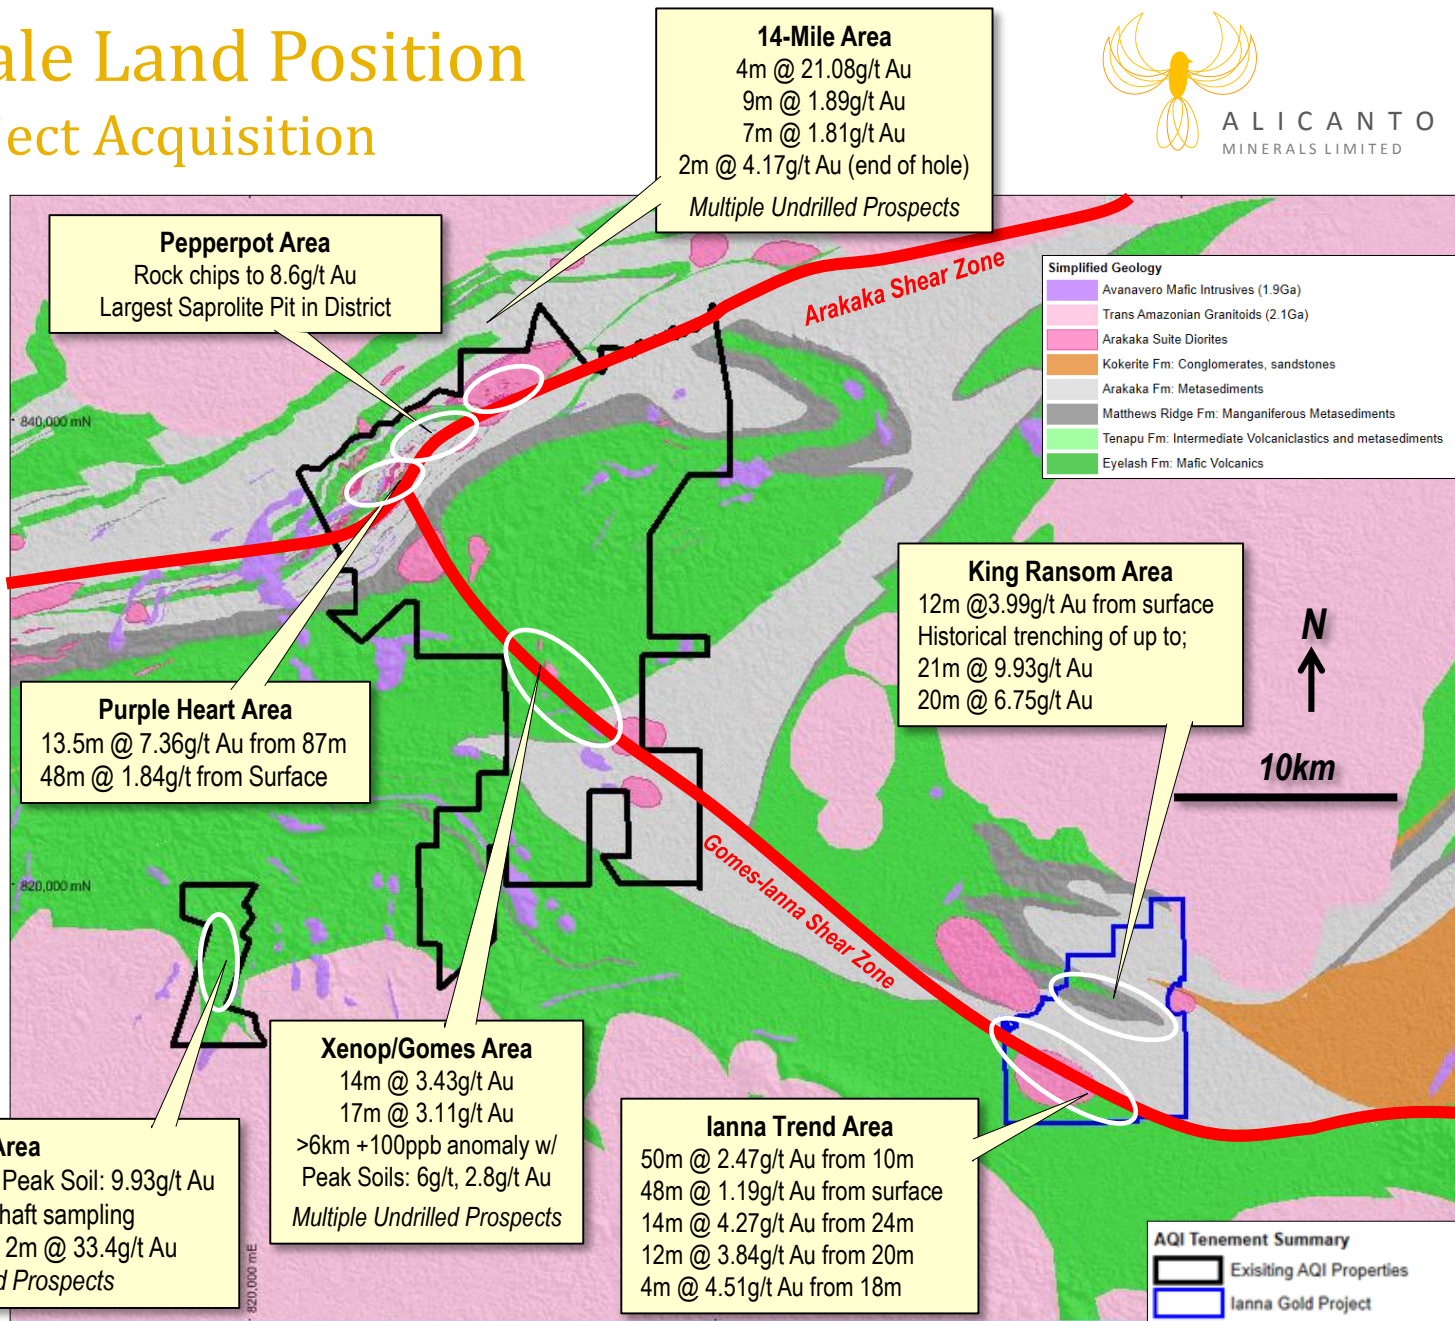 ale Land Position
ject Acquisition
14-Mile Area
4m @ 21.08g/t Au
9m @ 1.89g/t Au
7m @ 1.81g/t Au
2m @ 4.17g/t Au (end of hole)
Multiple Undrilled Prospects
ALICANTO
MINERALS LIMITED
Pepperpot Area
Rock chips to 8.6g/t Au
Largest Saprolite Pit in District
Arakaka Shear Zone
Simplified Geology
Avanavero Mafic Intrusives (1.9Ga)
Trans Amazonian Granitoids (2.1Ga)
Arakaka Suite Diorites
Kokerite Fm: Conglomerates, sandstones
Arakaka Fm: Metasediments
Matthews Ridge Fm: Manganiferous Metasediments
Tenapu Fm: Intermediate Volcaniclastics and metasediments
Eyelash Fm: Mafic Volcanics
840,000 mN
King Ransom Area
12m @3.99g/t Au from surface
Historical trenching of up to;
21m @ 9.93g/t Au
20m @ 6.75g/t Au
N
10km
Purple Heart Area
13.5m @ 7.36g/t Au from 87m
48m @ 1.84g/t from Surface
Gomes-Ianna Shear Zone
820,000 mN
Xenop/Gomes Area
14m @ 3.43g/t Au
17m @ 3.11g/t Au
>6km +100ppb anomaly w/
Peak Soils: 6g/t, 2.8g/t Au
Multiple Undrilled Prospects
Area
Peak Soil: 9.93g/t Au
haft sampling
2m @ 33.4g/t Au
d Prospects
820,000 mE
Ianna Trend Area
50m @ 2.47g/t Au from 10m
48m @ 1.19g/t Au from surface
14m @ 4.27g/t Au from 24m
12m @ 3.84g/t Au from 20m
4m @ 4.51g/t Au from 18m
AQI Tenement Summary
Exisiting AQI Properties
Ianna Gold Project